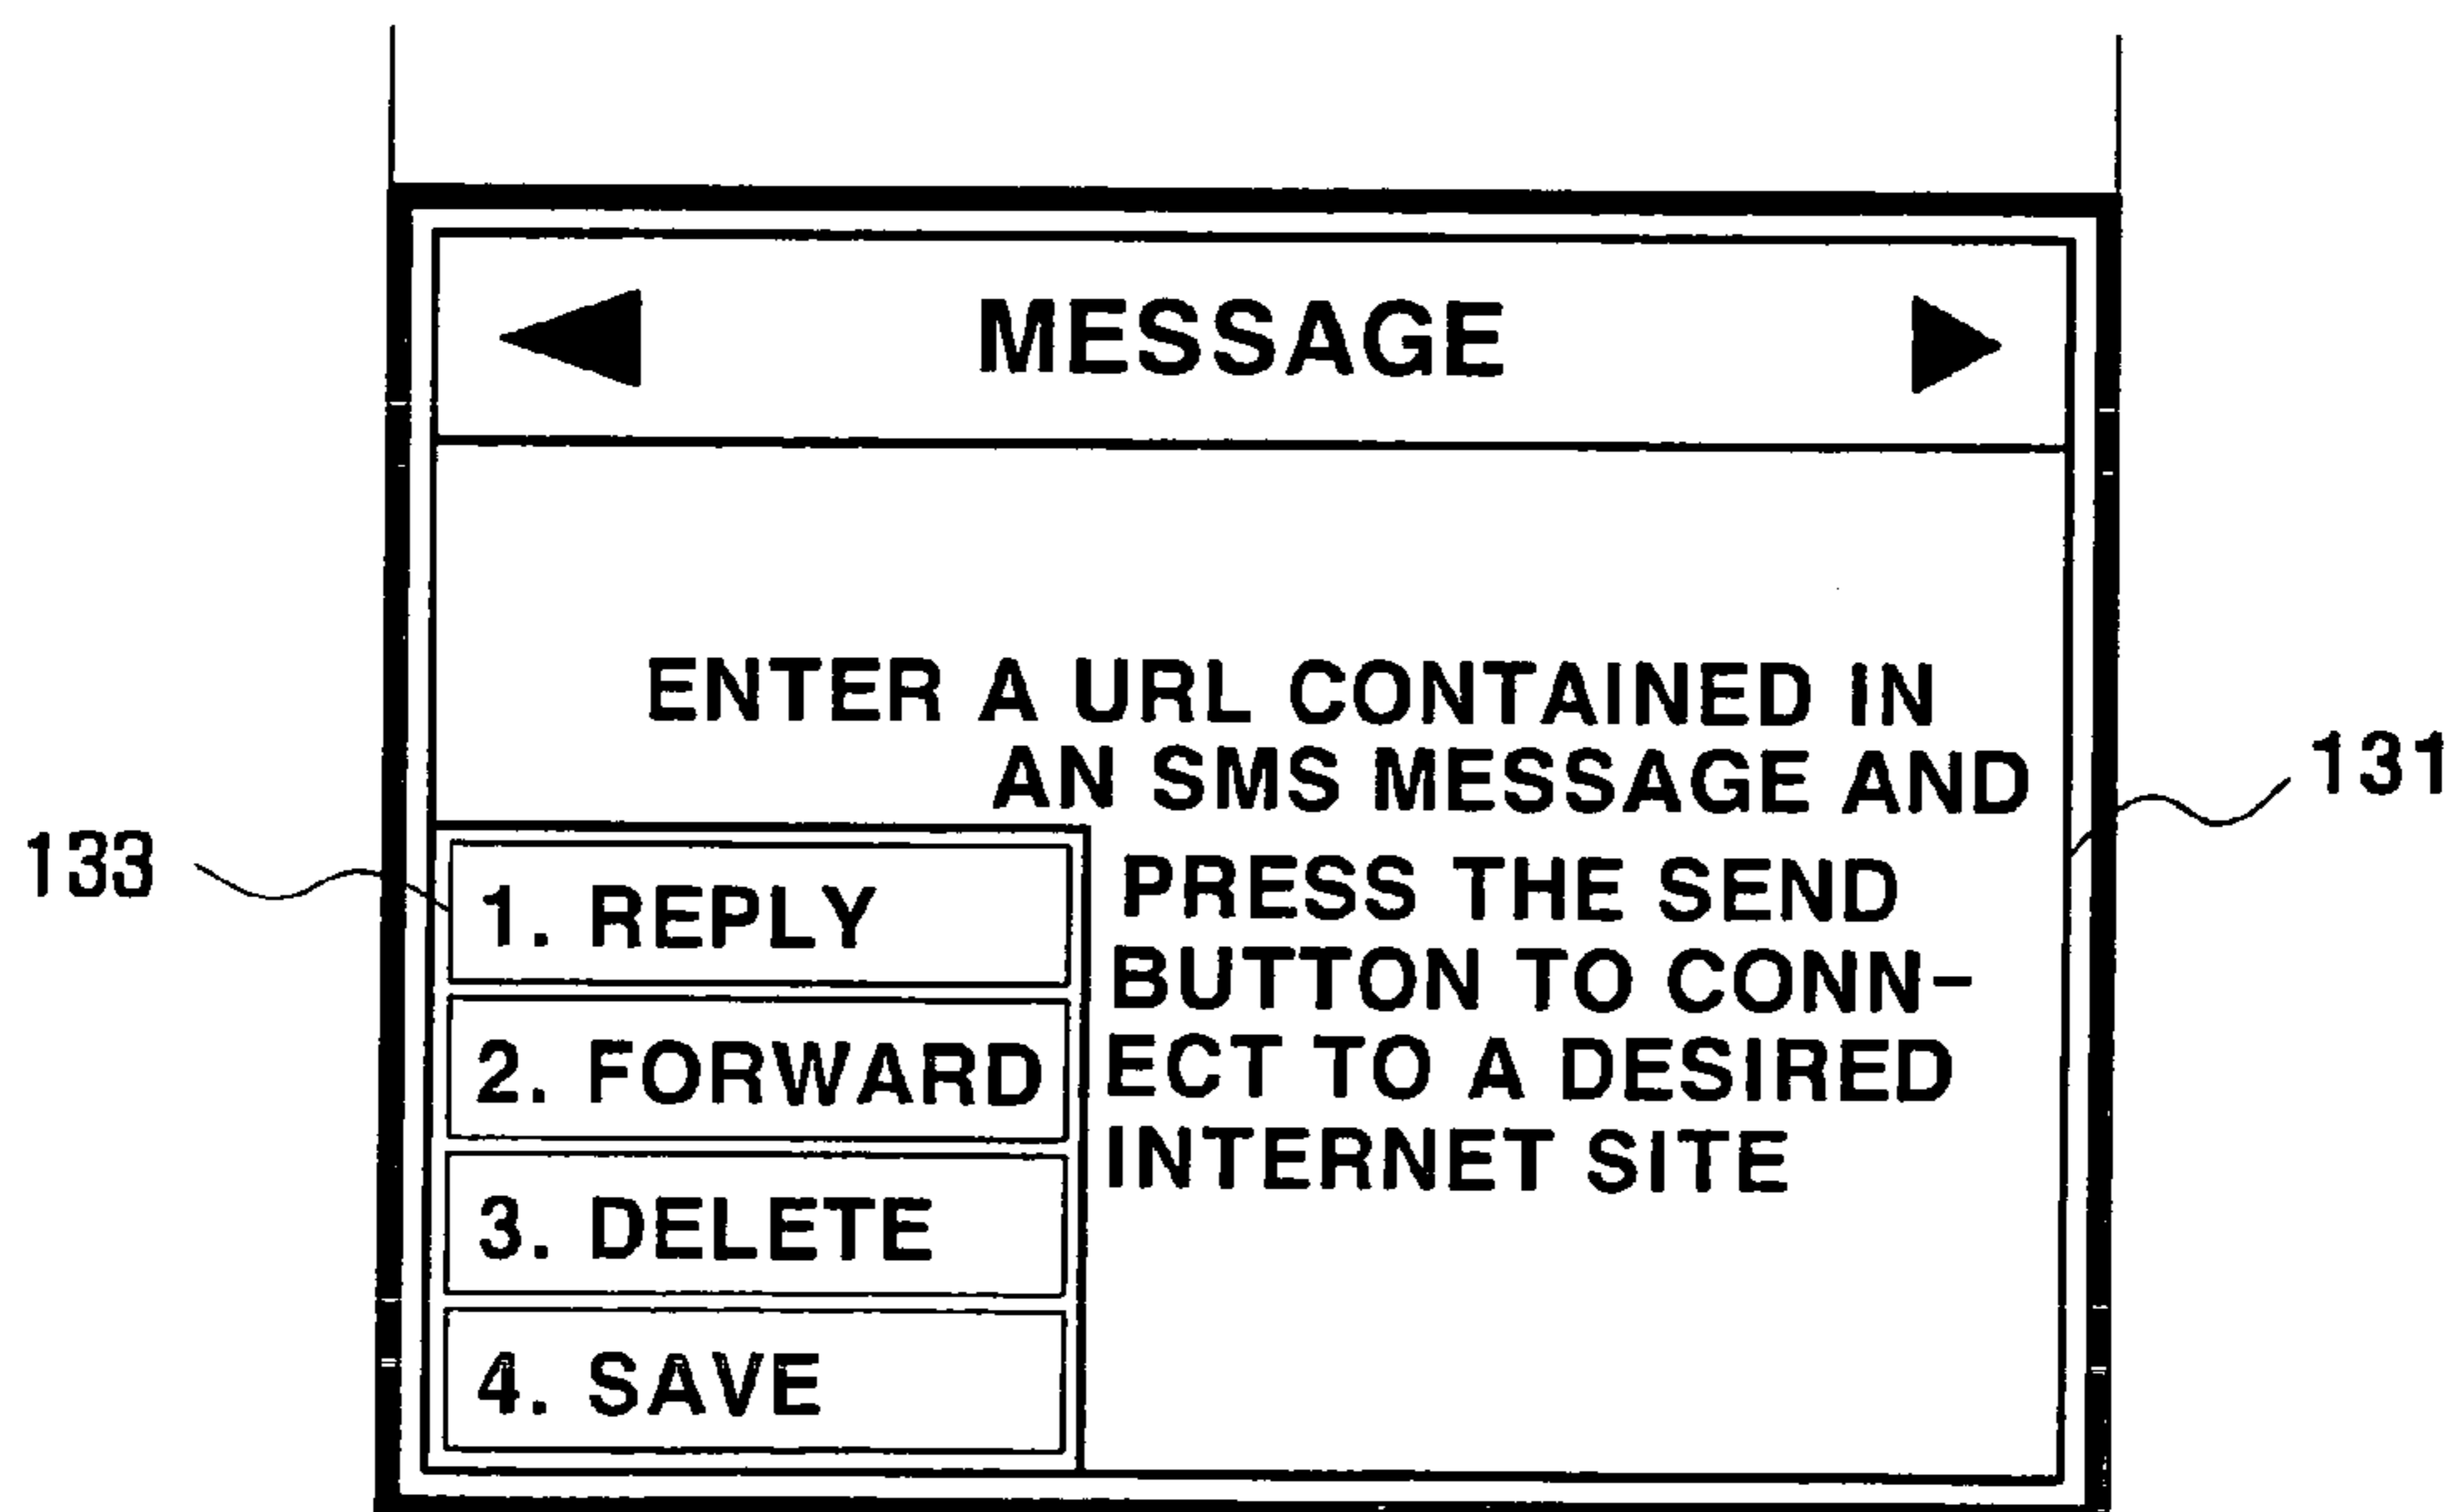 MESSAGE
ENTER A URL CONTAINED IN
AN SMS MESSAGE AND
PRESS THE SEND
BUTTON TO CONN-
ECT TO A DESIRED
INTERNET SITE
1. REPLY
2. FORWARD
3. DELETE
4. SAVE
131
133